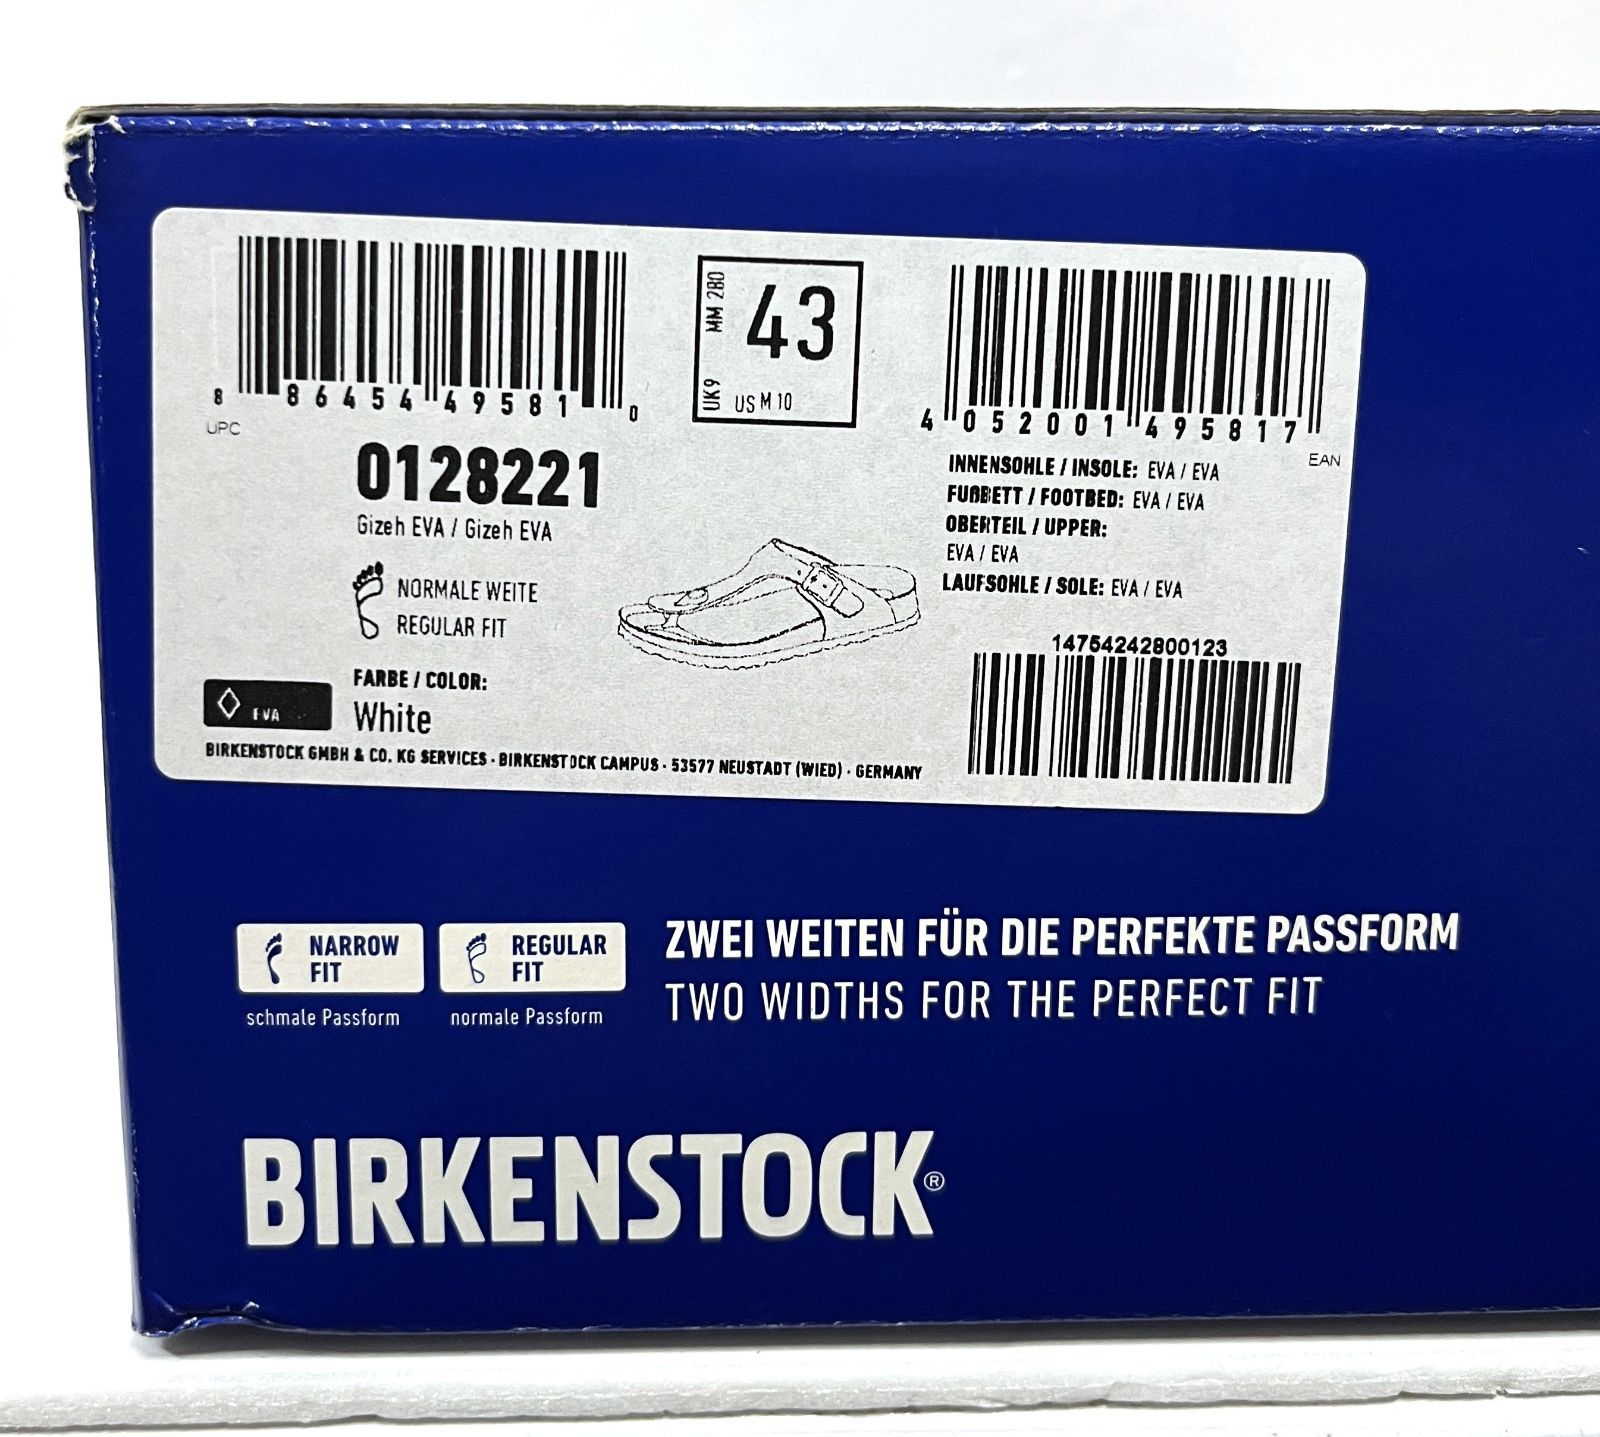 8 86454 49581 0
UPC
MM 280
43
UK 9
US M 10
4 052001 495817
EAN
0128221
Gizeh EVA / Gizeh EVA
NORMALE WEITE
REGULAR FIT
FARBE / COLOR:
White
EVA
INNENSOHLE / INSOLE: EVA / EVA
FUẞBETT / FOOTBED: EVA / EVA
OBERTEIL / UPPER:
EVA / EVA
LAUFSOHLE / SOLE: EVA / EVA
14754242800123
BIRKENSTOCK GMBH & CO. KG SERVICES · BIRKENSTOCK CAMPUS · 53577 NEUSTADT (WIED) · GERMANY
NARROW
FIT
schmale Passform
REGULAR
FIT
normale Passform
ZWEI WEITEN FÜR DIE PERFEKTE PASSFORM
TWO WIDTHS FOR THE PERFECT FIT
BIRKENSTOCK®